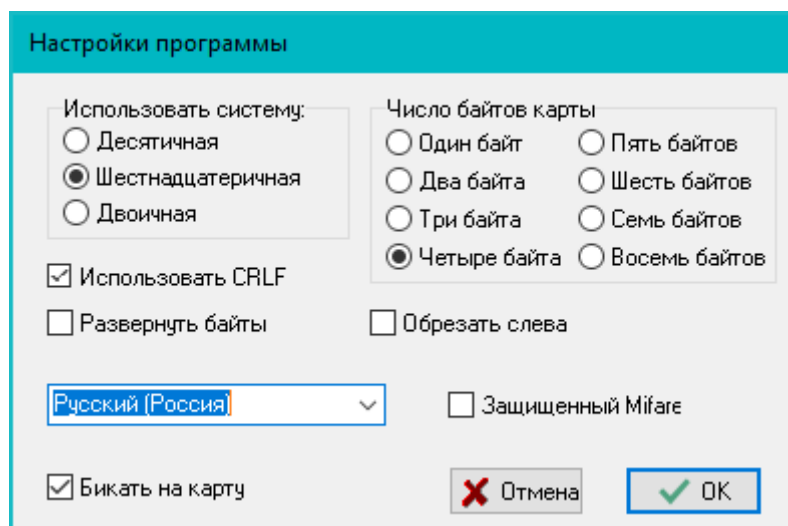 Настройки программы
Использовать систему:
Десятичная
Шестнадцатеричная
Двоичная
Число байтов карты
Один байт
Два байта
Три байта
Четыре байта
Пять байтов
Шесть байтов
Семь байтов
Восемь байтов
Использовать CRLF
Развернуть байты
Обрезать слева
Русский (Россия)
Защищенный Mifare
Бикать на карту
Отмена
OK